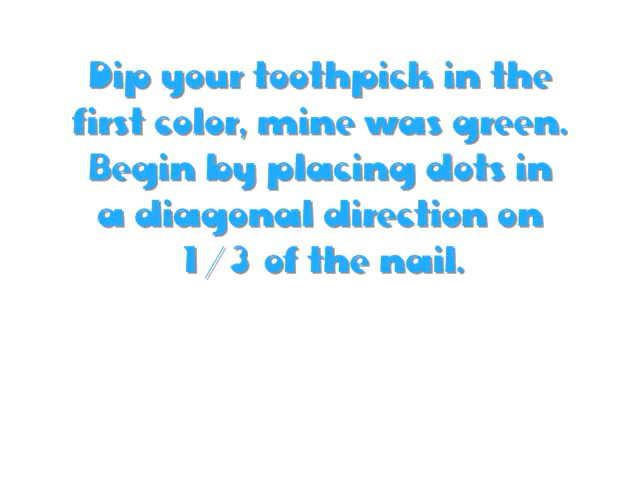 Dip your toothpick in the
first color, mine was green.
Begin by placing dots in
a diagonal direction on
1/3 of the nail.